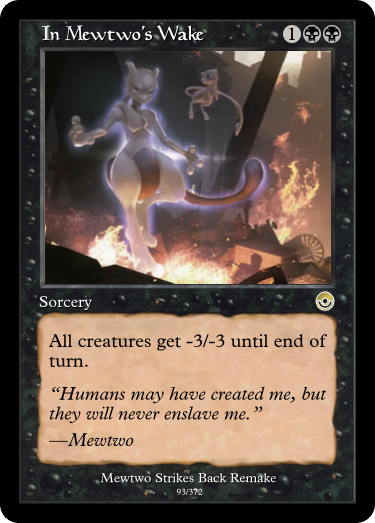 In Mewtwo's Wake 1
Sorcery
All creatures get -3/-3 until end of
turn.
“Humans may have created me, but
they will never enslave me.”
—Mewtwo
Mewtwo Strikes Back Remake
93/372